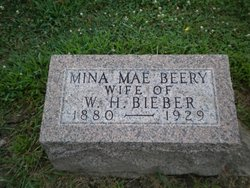 MINA MAE BEERY
WIFE OF
W. H. BIEBER
1880 — 1929